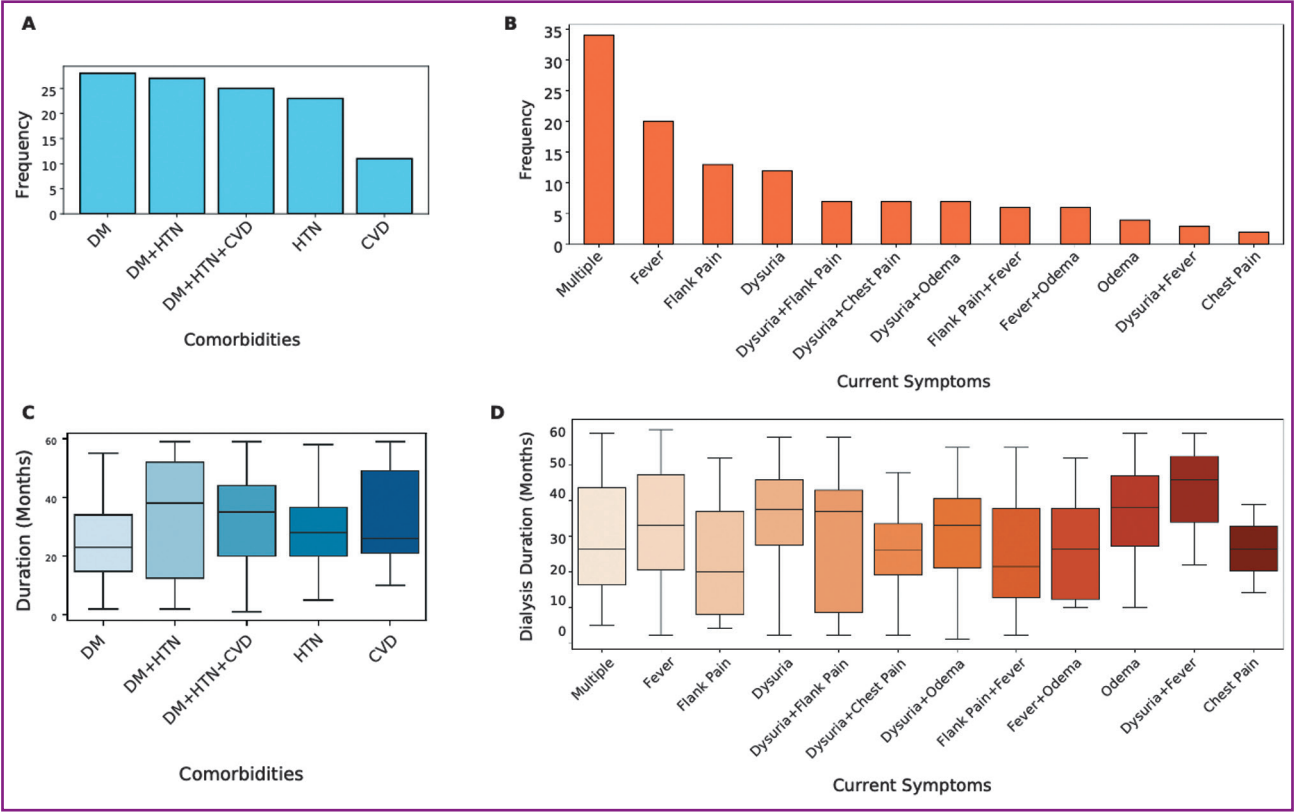 A
Frequency
25
20
15
10
5
0
DM
DM+HTN
DM+HTN+CVD
HTN
CVD
Comorbidities
B
Frequency
35
30
25
20
15
10
5
0
Multiple
Fever
Flank Pain
Dysuria
Dysuria+Flank Pain
Dysuria+Chest Pain
Dysuria+Odema
Flank Pain+Fever
Fever+Odema
Odema
Dysuria+Fever
Chest Pain
Current Symptoms
C
Duration (Months)
60
40
20
0
DM
DM+HTN
DM+HTN+CVD
HTN
CVD
Comorbidities
D
Dialysis Duration (Months)
60
50
40
30
20
10
0
Multiple
Fever
Flank Pain
Dysuria
Dysuria+Flank Pain
Dysuria+Chest Pain
Dysuria+Odema
Flank Pain+Fever
Fever+Odema
Odema
Dysuria+Fever
Chest Pain
Current Symptoms